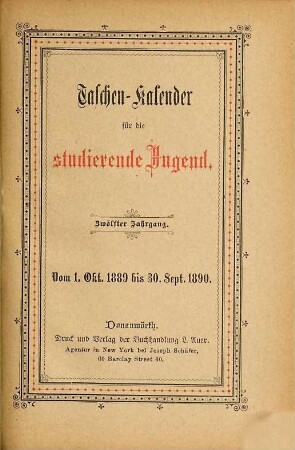 Taschen-Kalender
für die
studierende Jugend.
Zwölfter Jahrgang.
Vom 1. Okt. 1889 bis 30. Sept. 1890.
Donauwörth.
Druck und Verlag der Buchhandlung L. Auer.
Agentur in New York bei Joseph Schäfer,
60 Barclay Street 60.